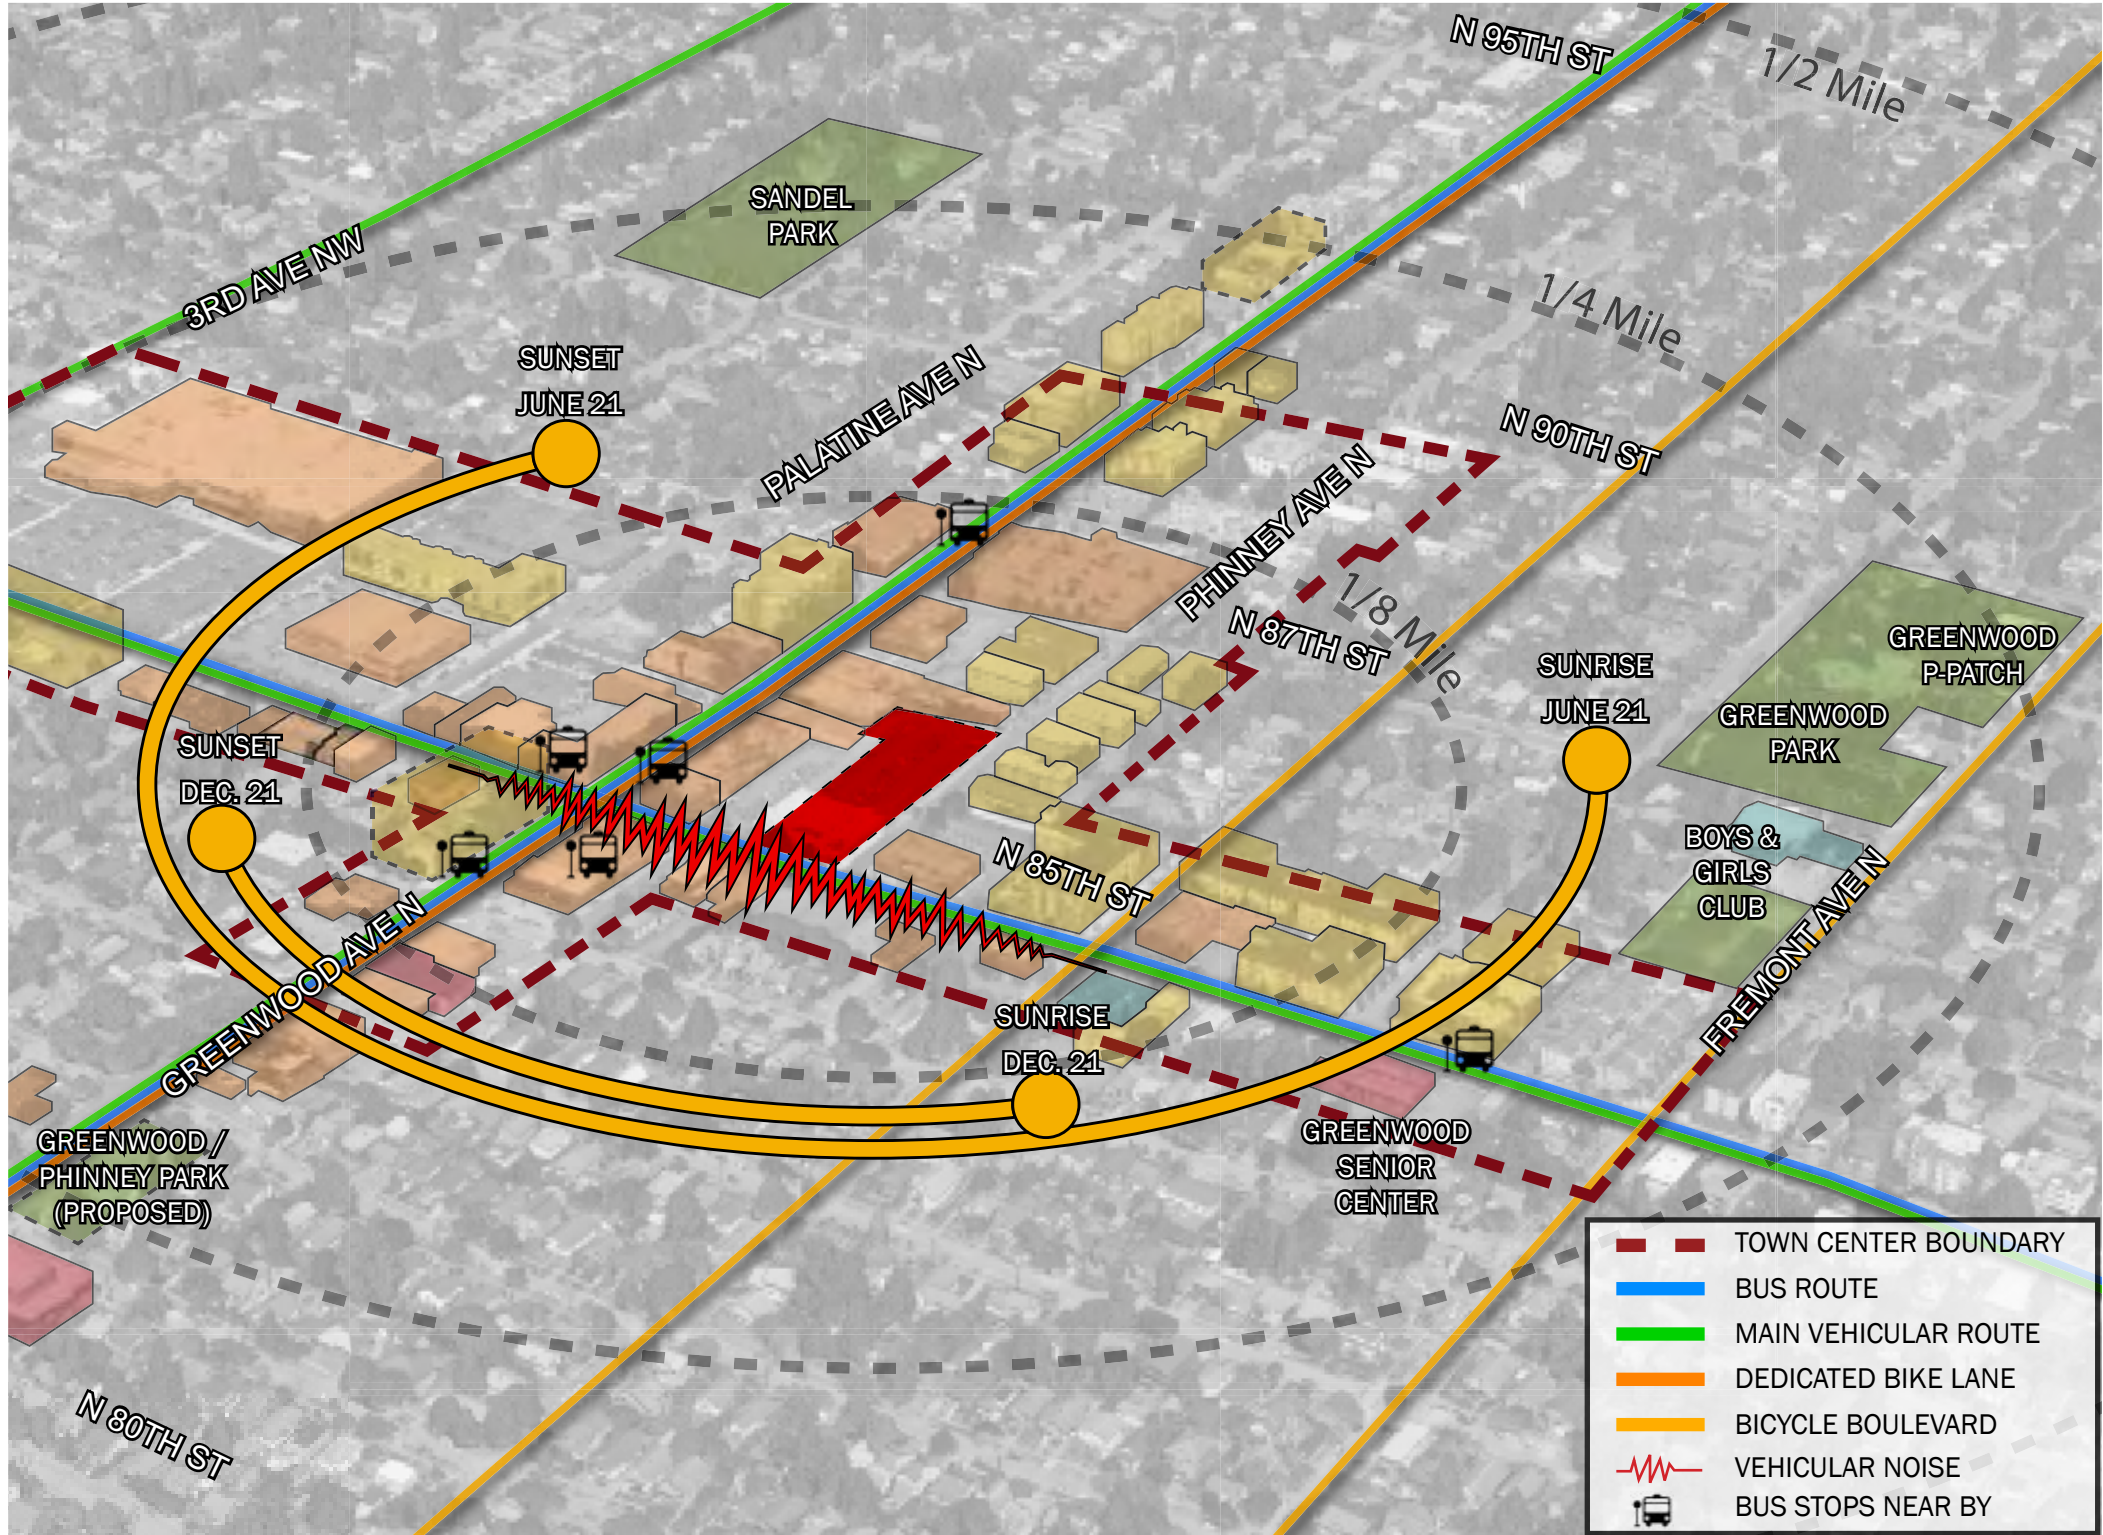 N 95TH ST
1/2 Mile
SANDEL
PARK
3RD AVE NW
1/4 Mile
SUNSET
JUNE 21
PALATINE AVE N
N 90TH ST
PHINNEY AVE N
1/8 Mile
N 87TH ST
GREENWOOD
P-PATCH
SUNRISE
JUNE 21
GREENWOOD
PARK
SUNSET
DEC. 21
BOYS &
GIRLS
CLUB
N 85TH ST
FREMONT AVE N
GREENWOOD AVE N
SUNRISE
DEC. 21
GREENWOOD /
PHINNEY PARK
(PROPOSED)
GREENWOOD
SENIOR
CENTER
N 80TH ST
TOWN CENTER BOUNDARY
BUS ROUTE
MAIN VEHICULAR ROUTE
DEDICATED BIKE LANE
BICYCLE BOULEVARD
VEHICULAR NOISE
BUS STOPS NEAR BY